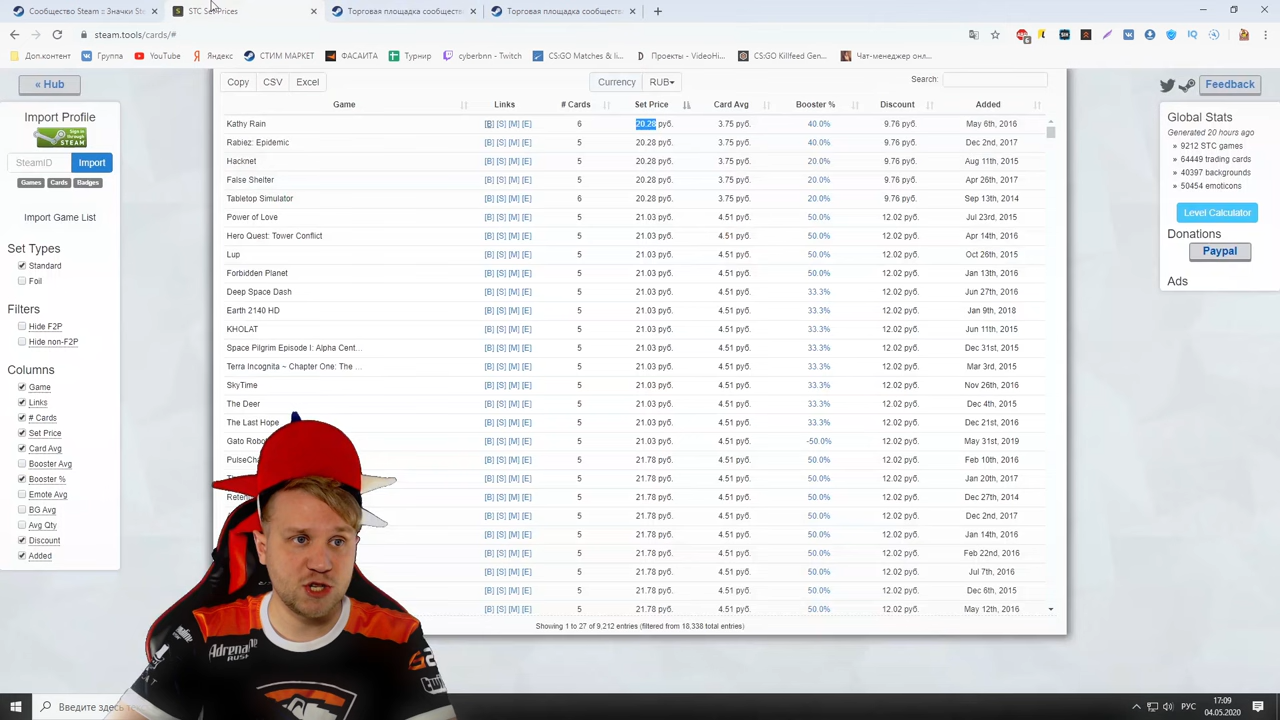 Сообщество Steam :: Значки St
STC Set Prices
Торговая площадка сообществ
Торговая площадка сообществ
steam.tools/cards/#
Доп.контент
Группа
YouTube
Яндекс
СТИМ МАРКЕТ
ФАСАИТА
Турнир
cyberbnn - Twitch
CS:GO Matches & li...
Проекты - VideoHi...
CS:GO Killfeed Gen...
Чат-менеджер он...
« Hub
Copy
CSV
Excel
Currency
RUB
Search:
Feedback
Import Profile
Sign in through STEAM
SteamID
Import
Games
Cards
Badges
Import Game List
Set Types
Standard
Foil
Filters
Hide F2P
Hide non-F2P
Columns
Game
Links
# Cards
Set Price
Card Avg
Booster Avg
Booster %
Emote Avg
BG Avg
Avg Qty
Discount
Added
Game Links # Cards Set Price Card Avg Booster % Discount Added
Kathy Rain [B] [S] [M] [E] 6 20.28 руб. 3.75 руб. 40.0% 9.76 руб. May 6th, 2016
Rabiez: Epidemic [B] [S] [M] [E] 5 20.28 руб. 3.75 руб. 40.0% 9.76 руб. Dec 2nd, 2017
Hacknet [B] [S] [M] [E] 5 20.28 руб. 3.75 руб. 20.0% 9.76 руб. Aug 11th, 2015
False Shelter [B] [S] [M] [E] 5 20.28 руб. 3.75 руб. 20.0% 9.76 руб. Apr 26th, 2017
Tabletop Simulator [B] [S] [M] [E] 6 20.28 руб. 3.75 руб. 20.0% 9.76 руб. Sep 13th, 2014
Power of Love [B] [S] [M] [E] 5 21.03 руб. 4.51 руб. 50.0% 12.02 руб. Jul 23rd, 2015
Hero Quest: Tower Conflict [B] [S] [M] [E] 5 21.03 руб. 4.51 руб. 50.0% 12.02 руб. Apr 14th, 2016
Lup [B] [S] [M] [E] 5 21.03 руб. 4.51 руб. 50.0% 12.02 руб. Oct 26th, 2015
Forbidden Planet [B] [S] [M] [E] 5 21.03 руб. 4.51 руб. 50.0% 12.02 руб. Jan 13th, 2016
Deep Space Dash [B] [S] [M] [E] 5 21.03 руб. 4.51 руб. 33.3% 12.02 руб. Jun 27th, 2016
Earth 2140 HD [B] [S] [M] [E] 5 21.03 руб. 4.51 руб. 33.3% 12.02 руб. Jan 9th, 2018
KHOLAT [B] [S] [M] [E] 5 21.03 руб. 4.51 руб. 33.3% 12.02 руб. Jun 11th, 2015
Space Pilgrim Episode I: Alpha Cent... [B] [S] [M] [E] 5 21.03 руб. 4.51 руб. 33.3% 12.02 руб. Dec 31st, 2015
Terra Incognita ~ Chapter One: The ... [B] [S] [M] [E] 5 21.03 руб. 4.51 руб. 33.3% 12.02 руб. Mar 3rd, 2015
SkyTime [B] [S] [M] [E] 5 21.03 руб. 4.51 руб. 33.3% 12.02 руб. Nov 26th, 2016
The Deer [B] [S] [M] [E] 5 21.03 руб. 4.51 руб. 33.3% 12.02 руб. Dec 4th, 2015
The Last Hope [B] [S] [M] [E] 5 21.03 руб. 4.51 руб. 33.3% 12.02 руб. Dec 21st, 2016
Gato Robo [B] [S] [M] [E] 5 21.03 руб. 4.51 руб. -50.0% 12.02 руб. May 31st, 2019
PulseCha [B] [S] [M] [E] 5 21.78 руб. 4.51 руб. 50.0% 12.02 руб. Feb 10th, 2016
[B] [S] [M] [E] 5 21.78 руб. 4.51 руб. 50.0% 12.02 руб. Jan 20th, 2017
[B] [S] [M] [E] 5 21.78 руб. 4.51 руб. 50.0% 12.02 руб. Dec 27th, 2014
[B] [S] [M] [E] 5 21.78 руб. 4.51 руб. 50.0% 12.02 руб. Dec 2nd, 2017
[B] [S] [M] [E] 5 21.78 руб. 4.51 руб. 50.0% 12.02 руб. Jan 14th, 2016
[B] [S] [M] [E] 5 21.78 руб. 4.51 руб. 50.0% 12.02 руб. Feb 22nd, 2016
[B] [S] [M] [E] 5 21.78 руб. 4.51 руб. 50.0% 12.02 руб. Jul 7th, 2016
[B] [S] [M] [E] 5 21.78 руб. 4.51 руб. 50.0% 12.02 руб. Dec 6th, 2015
[B] [S] [M] [E] 5 21.78 руб. 4.51 руб. 50.0% 12.02 руб. May 12th, 2016
Showing 1 to 27 of 9,212 entries (filtered from 18,338 total entries)
Global Stats
Generated 20 hours ago
» 9212 STC games
» 64449 trading cards
» 40397 backgrounds
» 50454 emoticons
Level Calculator
Donations
Paypal
Ads
Adrenal
RUSH
Введите здесь
РУС
17:09
04.05.2020